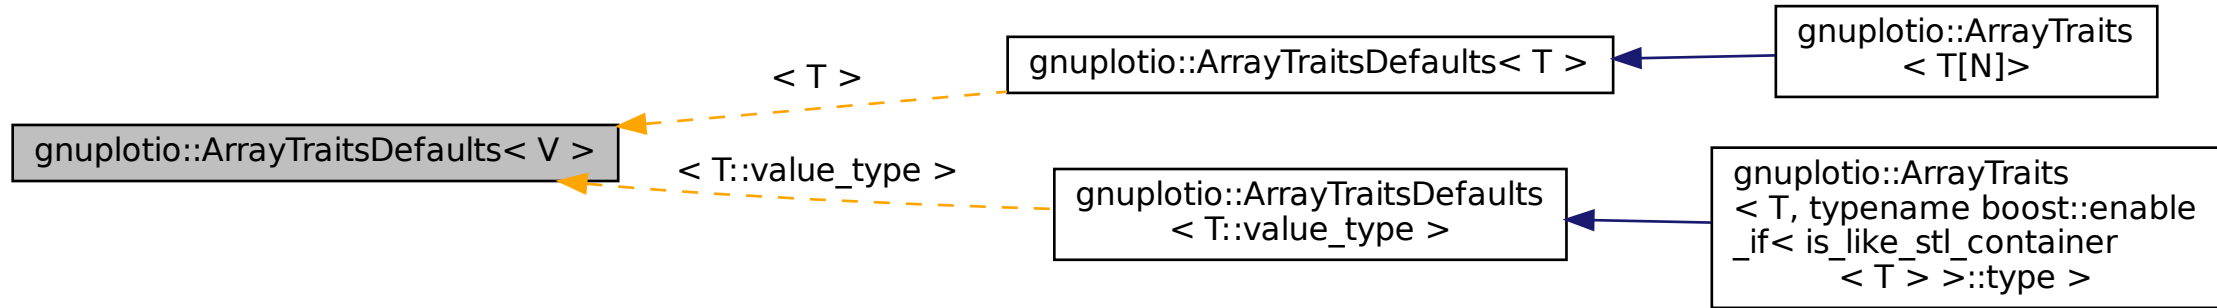 gnuplotio::ArrayTraits
< T[N]>
gnuplotio::ArrayTraitsDefaults< T >
< T >
gnuplotio::ArrayTraitsDefaults< V >
< T::value_type >
gnuplotio::ArrayTraitsDefaults
< T::value_type >
gnuplotio::ArrayTraits
< T, typename boost::enable
_if< is_like_stl_container
< T > >::type >